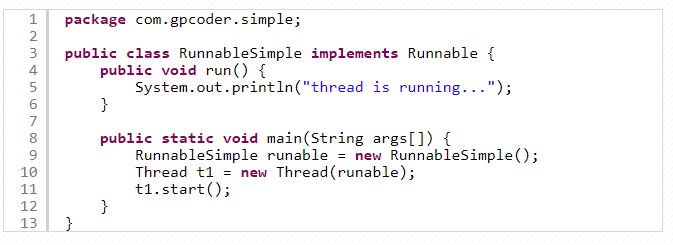 1 package com.gpcoder.simple;
2
3 public class RunnableSimple implements Runnable {
4     public void run() {
5         System.out.println("thread is running...");
6     }
7
8     public static void main(String args[]) {
9         RunnableSimple runable = new RunnableSimple();
10         Thread t1 = new Thread(runable);
11         t1.start();
12     }
13 }